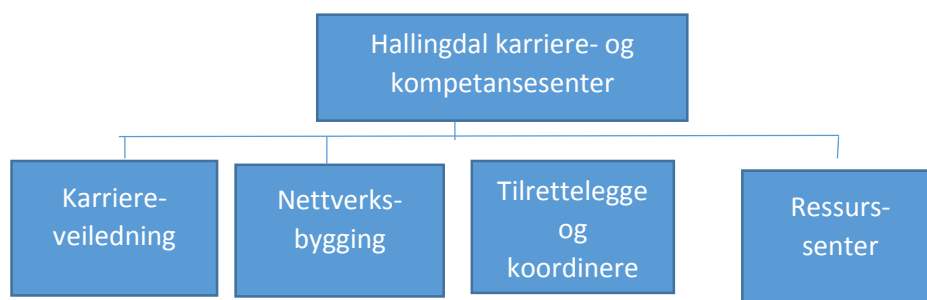 Hallingdal karriere- og
kompetansesenter
Karriere-
veiledning
Nettverks-
bygging
Tilrettelegge
og
koordinere
Ressurs-
senter